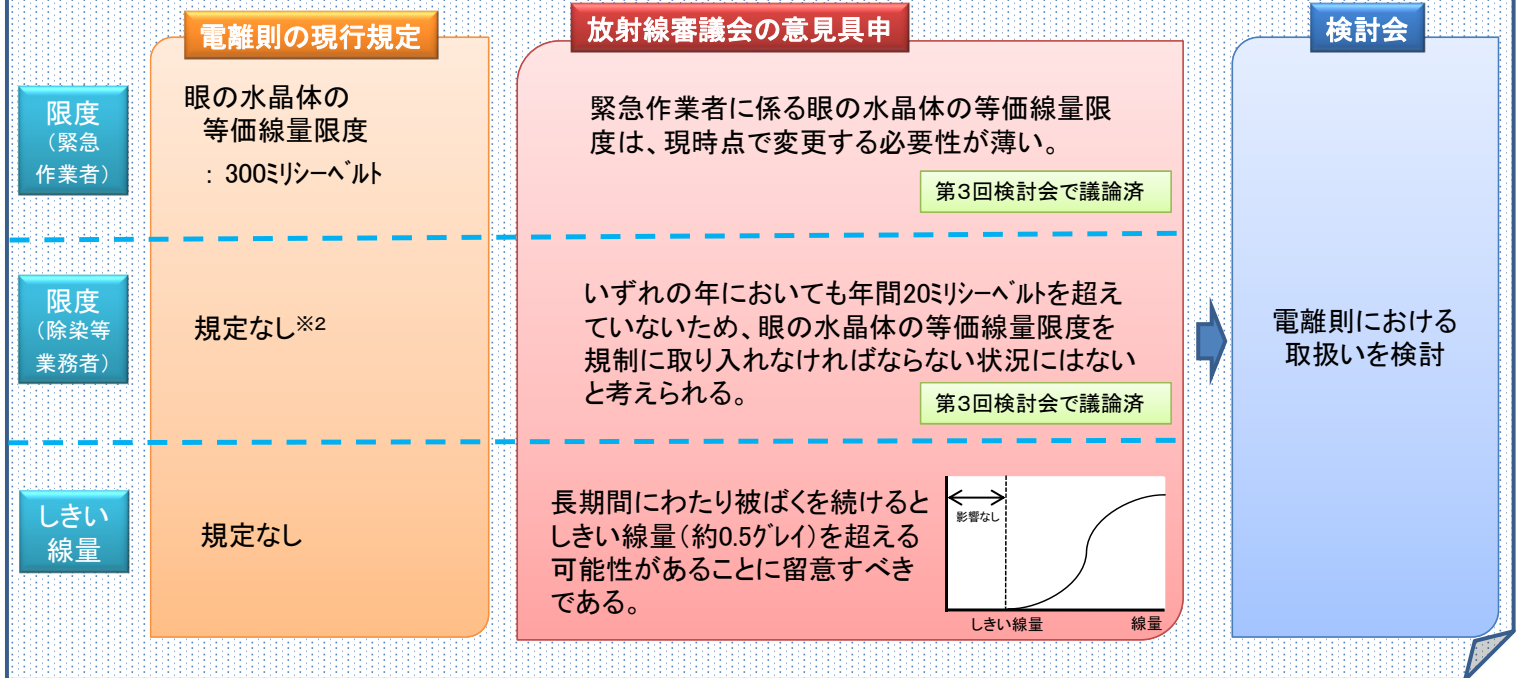 電離則の現行規定
放射線審議会の意見具申
検討会
限度
（緊急
作業者）
眼の水晶体の
等価線量限度
：300ﾐﾘｼｰﾍﾞﾙﾄ
緊急作業者に係る眼の水晶体の等価線量限
度は、現時点で変更する必要性が薄い。
第３回検討会で議論済
限度
（除染等
業務者）
規定なし※2
いずれの年においても年間20ﾐﾘｼｰﾍﾞﾙﾄを超え
ていないため、眼の水晶体の等価線量限度を
規制に取り入れなければならない状況にはない
と考えられる。
第３回検討会で議論済
電離則における
取扱いを検討
しきい
線量
規定なし
長期間にわたり被ばくを続けると
しきい線量（約0.5ｸﾞﾚｲ）を超える
可能性があることに留意すべき
である。
影響なし
しきい線量
線量